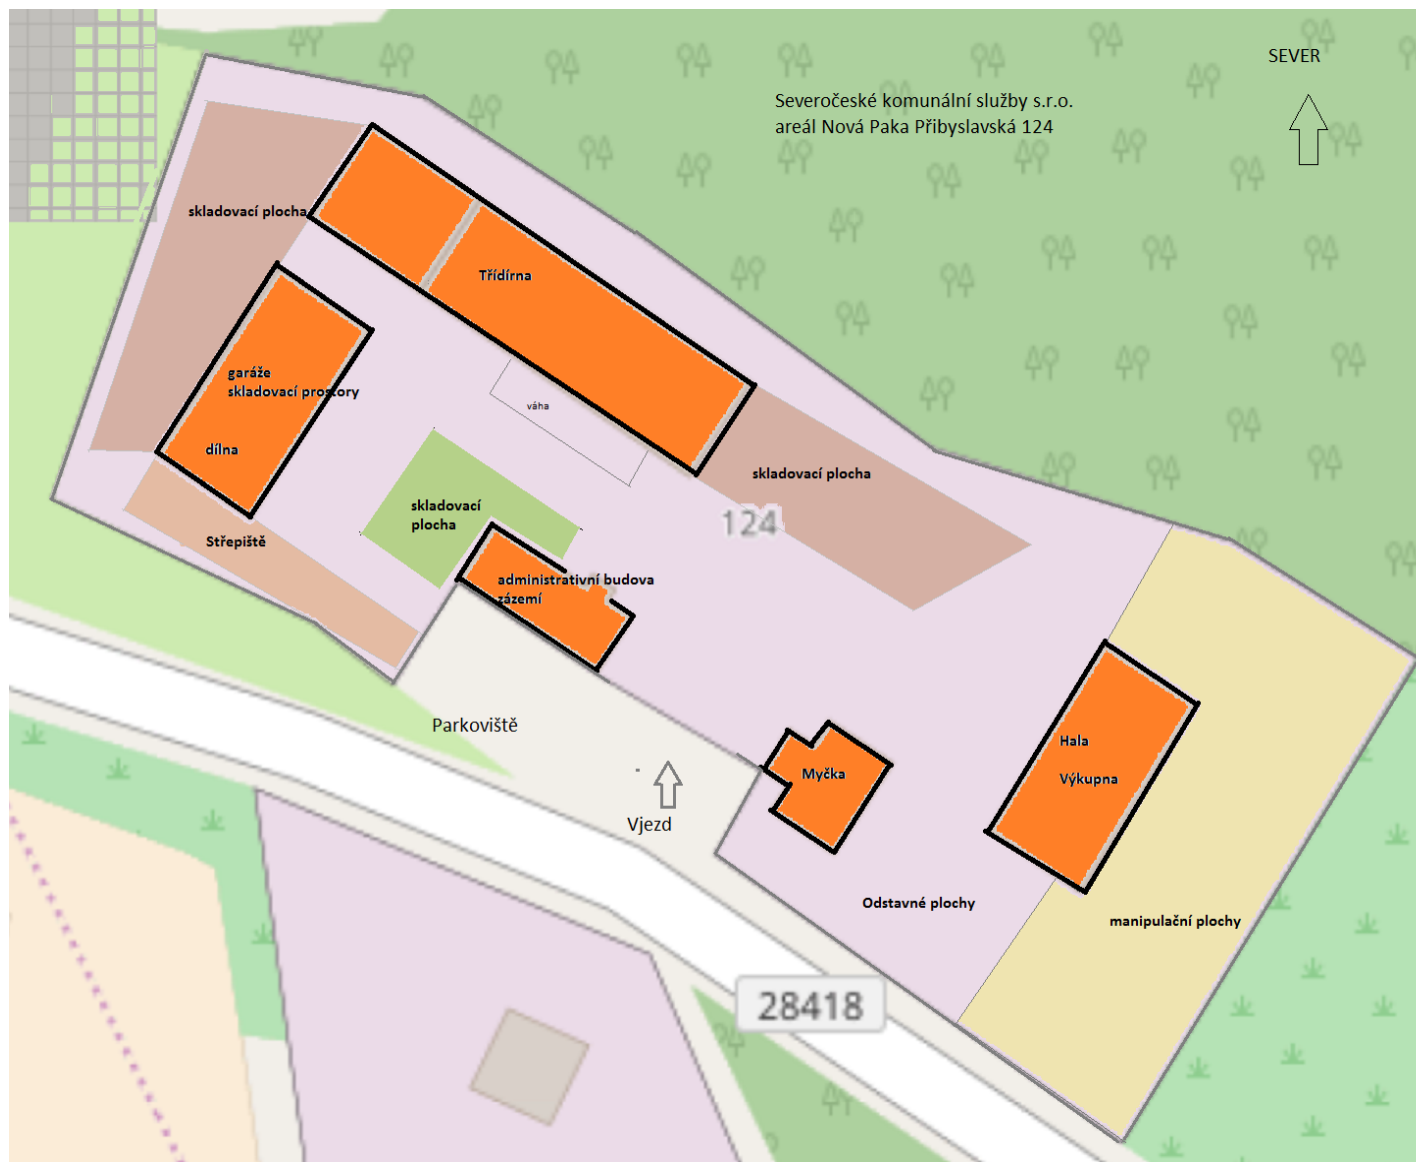 SEVER
Severočeské komunální služby s.r.o.
areál Nová Paka Přibyslavská 124
skladovací plocha
Třídírna
garáže
skladovací prostory
dílna
váha
skladovací plocha
skladovací
plocha
124
Střepiště
administrativní budova
zázemí
Parkoviště
Vjezd
Myčka
Hala
Výkupna
Odstavné plochy
manipulační plochy
28418